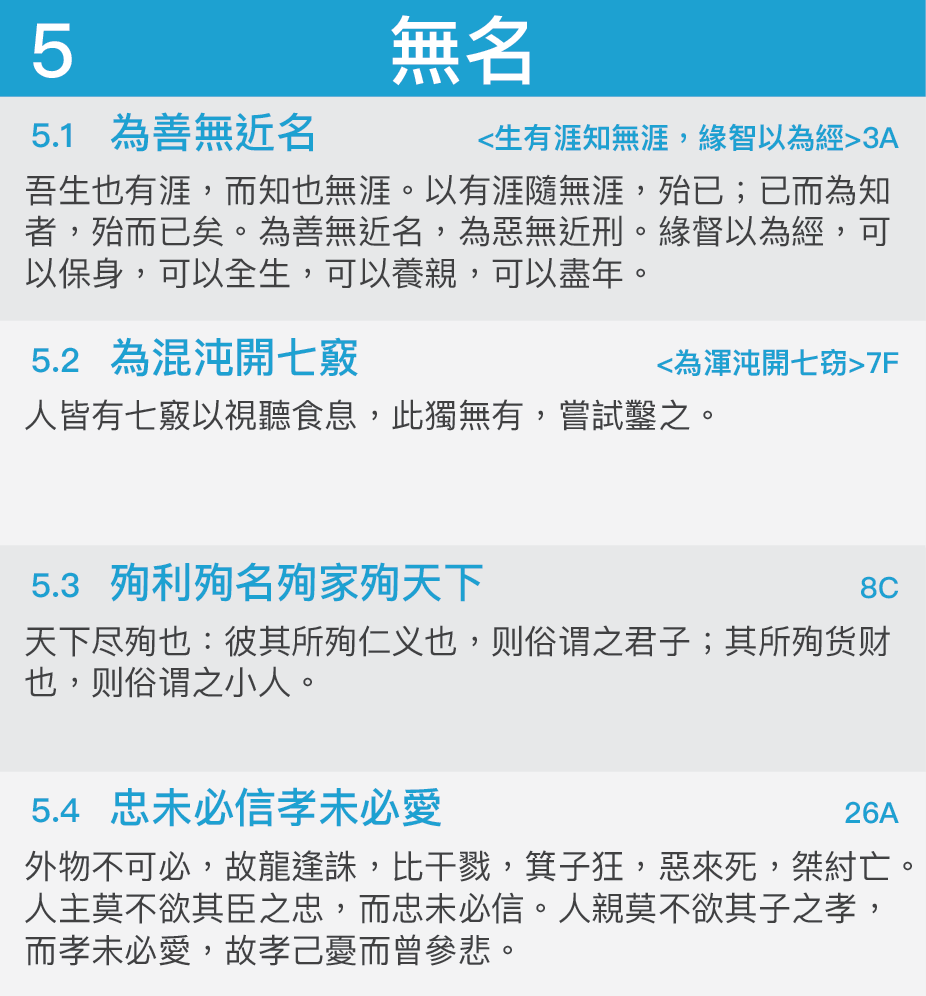 5 無名
5.1 為善無近名 <生有涯知無涯，緣智以為經>3A
吾生也有涯，而知也無涯。以有涯隨無涯，殆已；已而為知
者，殆而已矣。為善無近名，為惡無近刑。緣督以為經，可
以保身，可以全生，可以養親，可以盡年。
5.2 為混沌開七竅 <為渾沌開七窍>7F
人皆有七竅以視聽食息，此獨無有，嘗試鑿之。
5.3 殉利殉名殉家殉天下 8C
天下尽殉也：彼其所殉仁义也，则俗谓之君子；其所殉货财
也，则俗谓之小人。
5.4 忠未必信孝未必愛 26A
外物不可必，故龍逢誅，比干戮，箕子狂，惡來死，桀紂亡。
人主莫不欲其臣之忠，而忠未必信。人親莫不欲其子之孝，
而孝未必愛，故孝己憂而曾參悲。